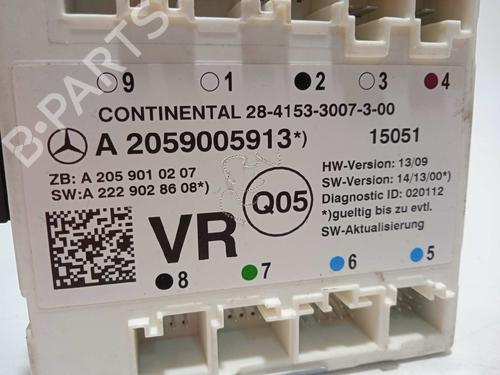 B-PARTS
9 1 2 3 4
CONTINENTAL 28-4153-3007-3-00
A 2059005913*) 15051
ZB: A 205 901 02 07
SW: A 222 902 86 08*)
HW-Version: 13/09
SW-Version: 14/13/00*)
Diagnostic ID: 020112
*)gueltig bis zu evtl.
SW-Aktualisierung
VR Q05
8 7 6 5